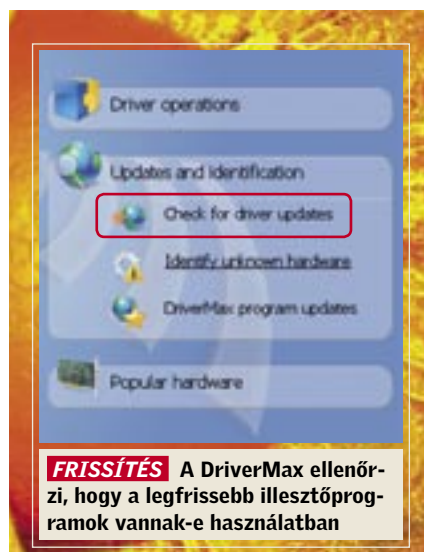 Driver operations
Updates and identification
Check for driver updates
Identify unknown hardware
DriverMax program updates
Popular hardware
FRISSÍTÉS A DriverMax ellenőr-
zi, hogy a legfrissebb illesztőprog-
ramok vannak-e használatban